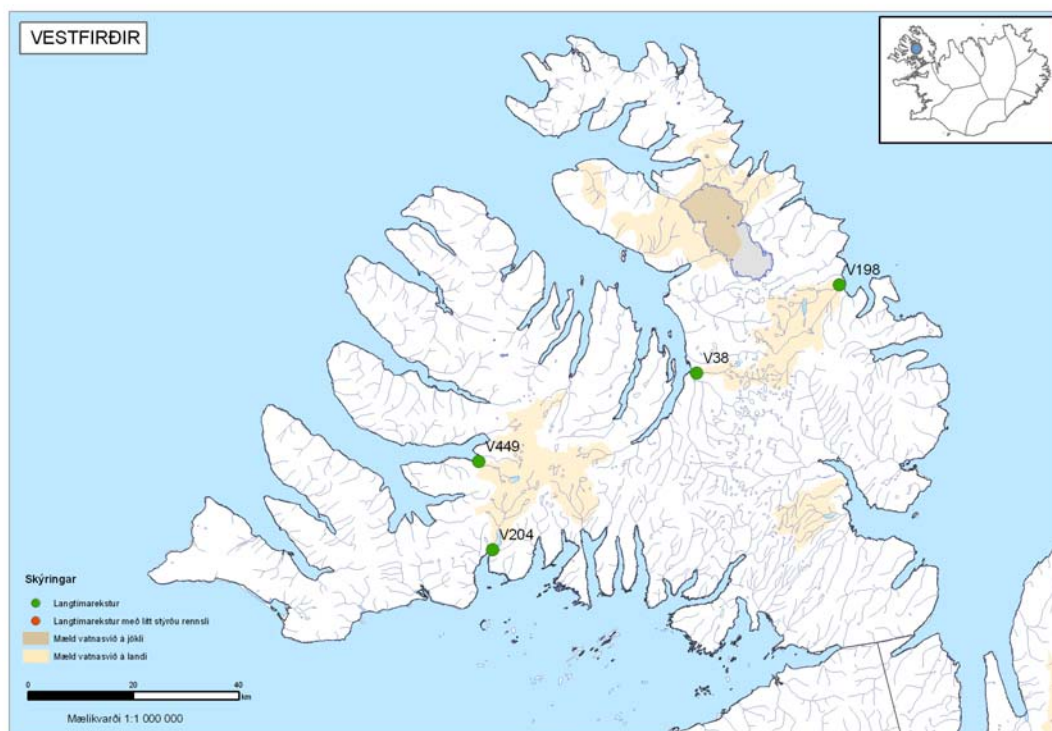 VESTFIRÐIR
V198
V38
V449
V204
Skýringar
Langtímarekstur
Langtímarekstur með lítt stýrðu rennsli
Mæld vatnasvið á jökli
Mæld vatnasvið á landi
0 20 40
km
Mælikvarði 1:1 000 000